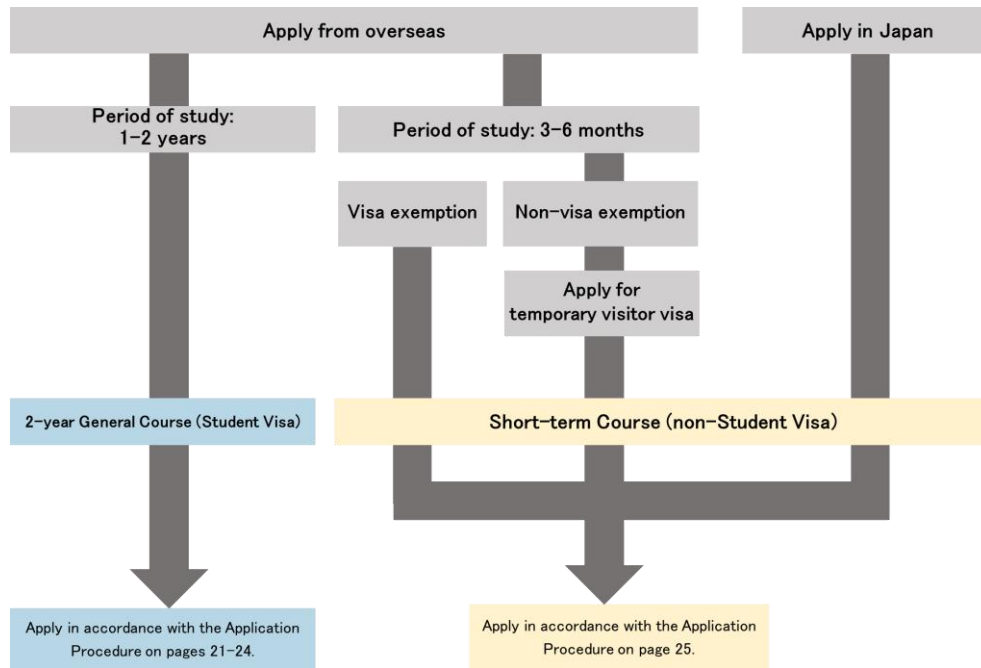 Apply from overseas
Apply in Japan
Period of study:
1-2 years
Period of study: 3-6 months
Visa exemption
Non-visa exemption
Apply for
temporary visitor visa
2-year General Course (Student Visa)
Short-term Course (non-Student Visa)
Apply in accordance with the Application
Procedure on pages 21-24.
Apply in accordance with the Application
Procedure on page 25.